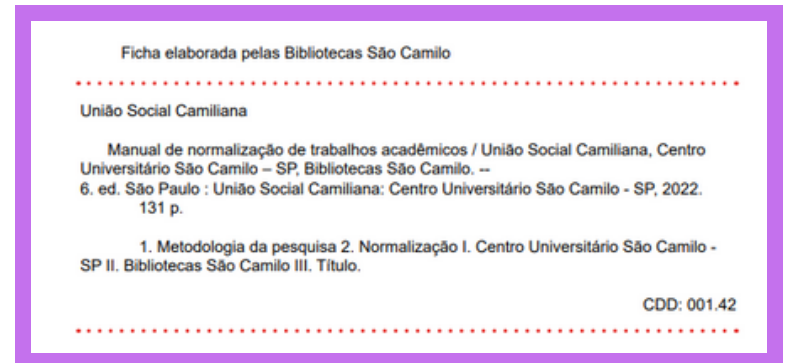 Ficha elaborada pelas Bibliotecas São Camilo
União Social Camiliana
Manual de normalização de trabalhos acadêmicos / União Social Camiliana, Centro
Universitário São Camilo – SP, Bibliotecas São Camilo. --
6. ed. São Paulo : União Social Camiliana: Centro Universitário São Camilo - SP, 2022.
131 p.
1. Metodologia da pesquisa 2. Normalização I. Centro Universitário São Camilo -
SP II. Bibliotecas São Camilo III. Título.
CDD: 001.42